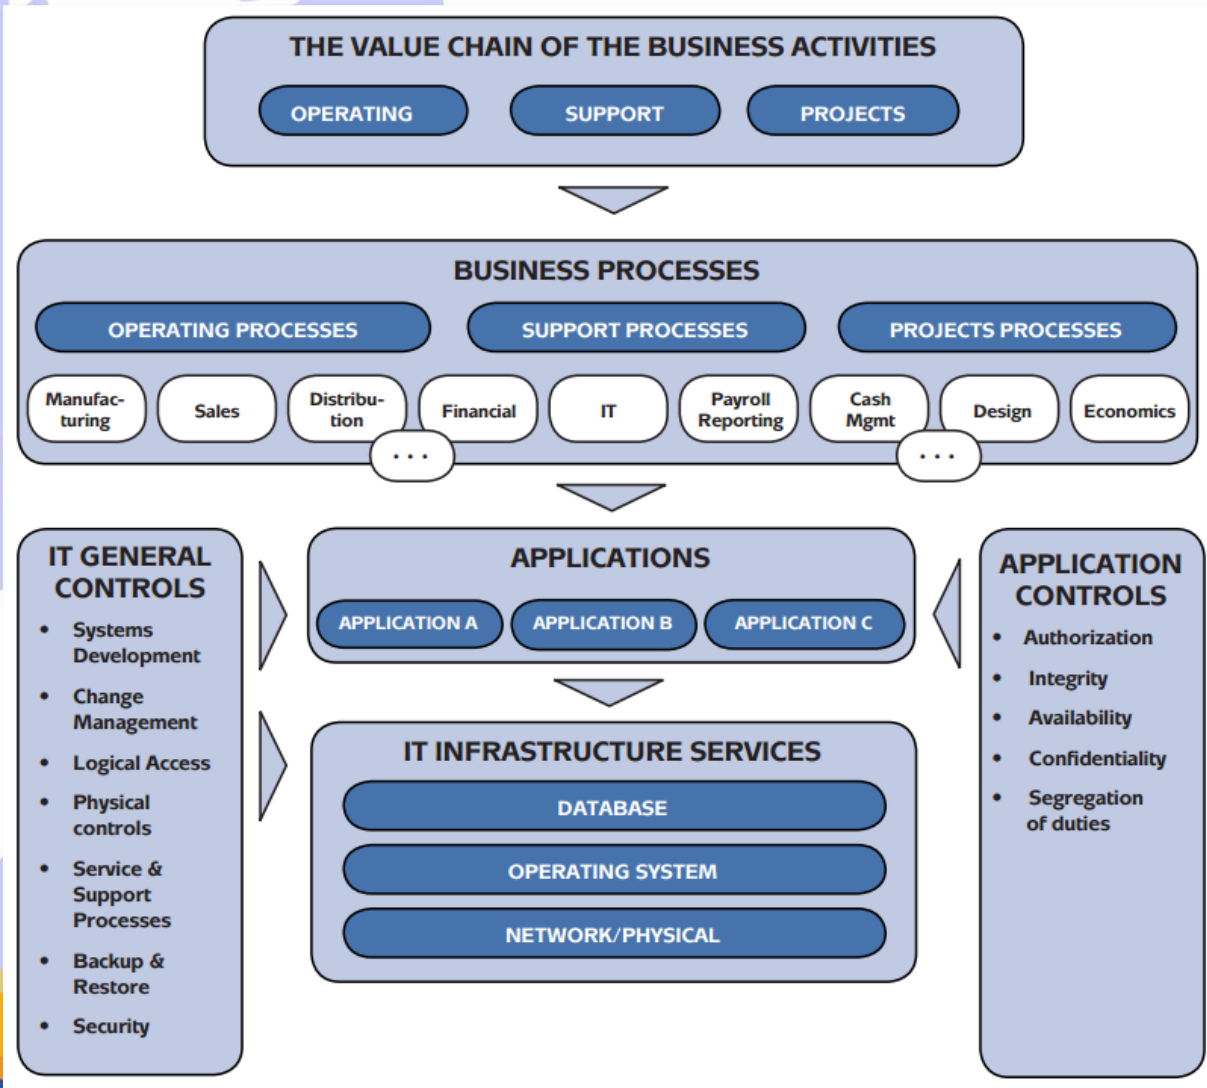 THE VALUE CHAIN OF THE BUSINESS ACTIVITIES
OPERATING
SUPPORT
PROJECTS
BUSINESS PROCESSES
OPERATING PROCESSES
SUPPORT PROCESSES
PROJECTS PROCESSES
Manufac-
turing
Sales
Distribu-
tion
Financial
IT
Payroll
Reporting
Cash
Mgmt
Design
Economics
. . .
. . .
IT GENERAL
CONTROLS
• Systems
Development
• Change
Management
• Logical Access
• Physical
controls
• Service &
Support
Processes
• Backup &
Restore
• Security
APPLICATIONS
APPLICATION A
APPLICATION B
APPLICATION C
IT INFRASTRUCTURE SERVICES
DATABASE
OPERATING SYSTEM
NETWORK/PHYSICAL
APPLICATION
CONTROLS
• Authorization
• Integrity
• Availability
• Confidentiality
• Segregation
of duties